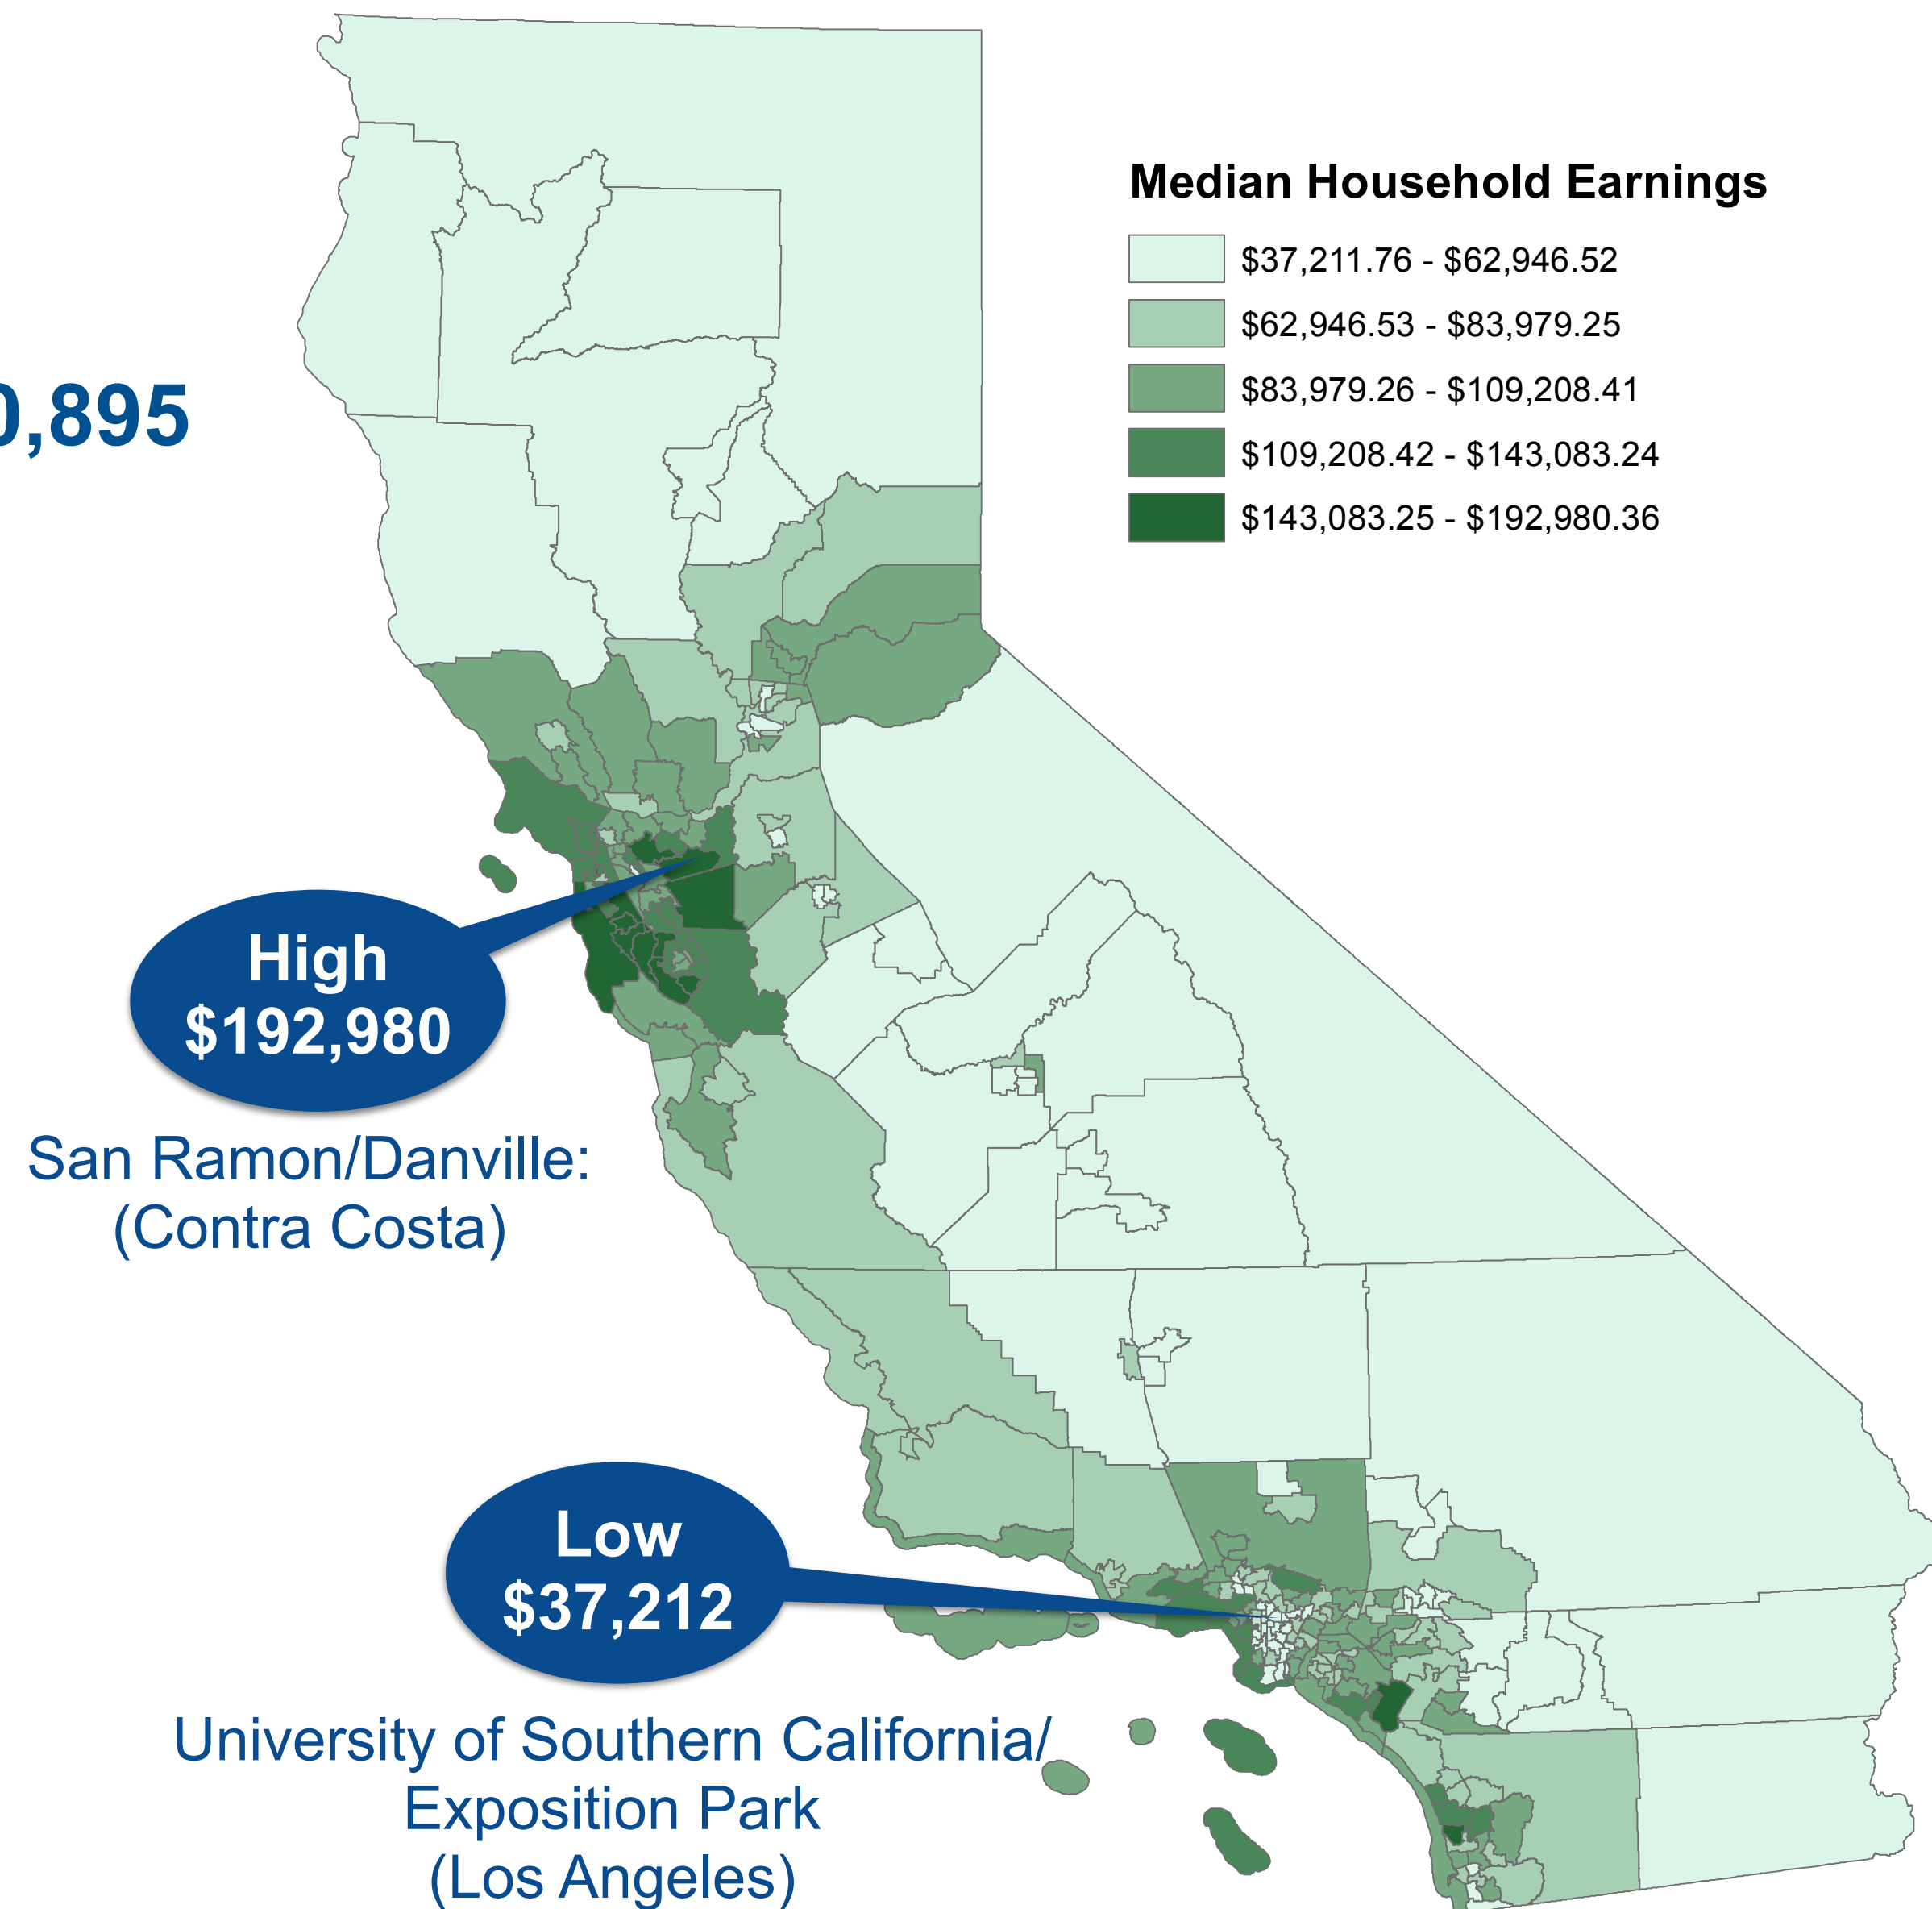 Median Household Earnings
$37,211.76 - $62,946.52
$62,946.53 - $83,979.25
$83,979.26 - $109,208.41
$109,208.42 - $143,083.24
$143,083.25 - $192,980.36
0,895
High
$192,980
San Ramon/Danville:
(Contra Costa)
Low
$37,212
University of Southern California/
Exposition Park
(Los Angeles)